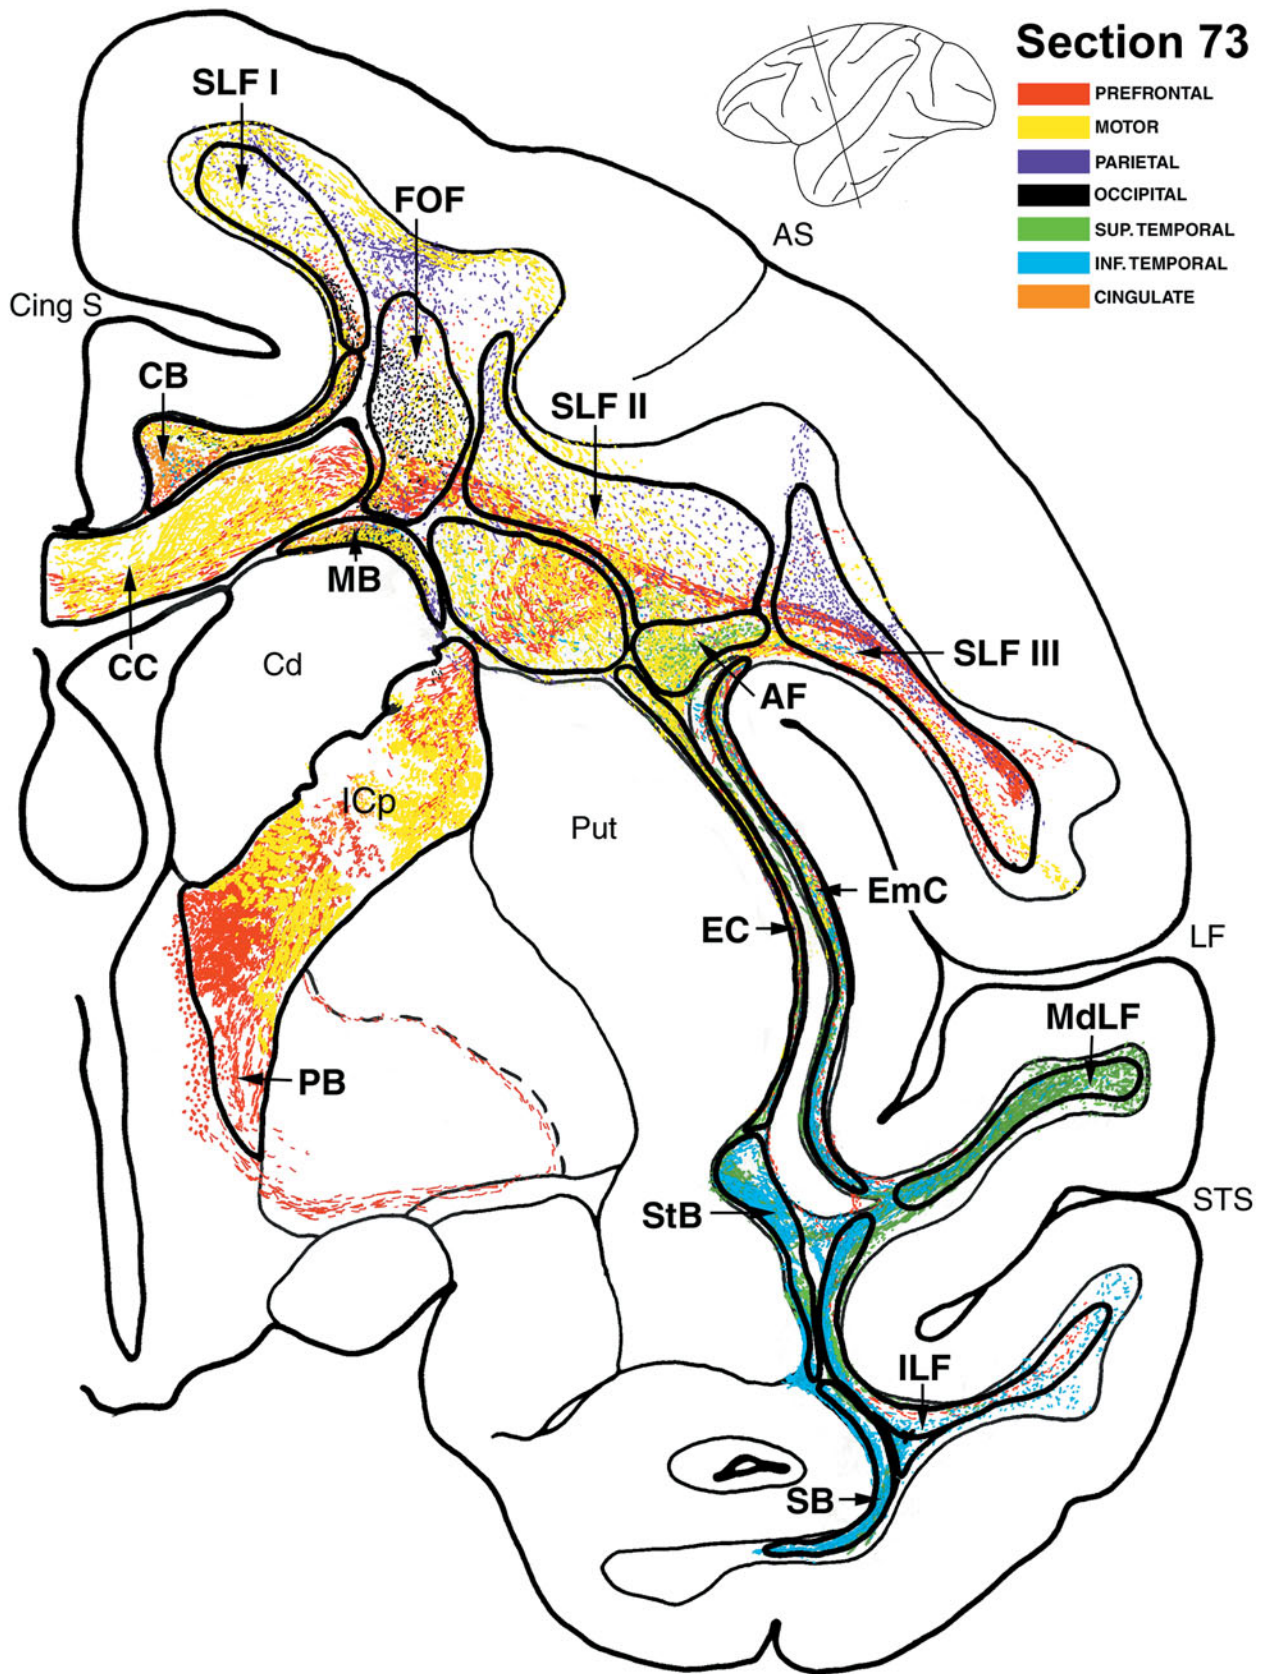 Section 73
PREFRONTAL
MOTOR
PARIETAL
OCCIPITAL
SUP. TEMPORAL
INF. TEMPORAL
CINGULATE
SLF I
FOF
AS
Cing S
CB
SLF II
MB
CC
Cd
SLF III
AF
ICp
Put
EmC
EC
LF
MdLF
PB
STS
StB
ILF
SB